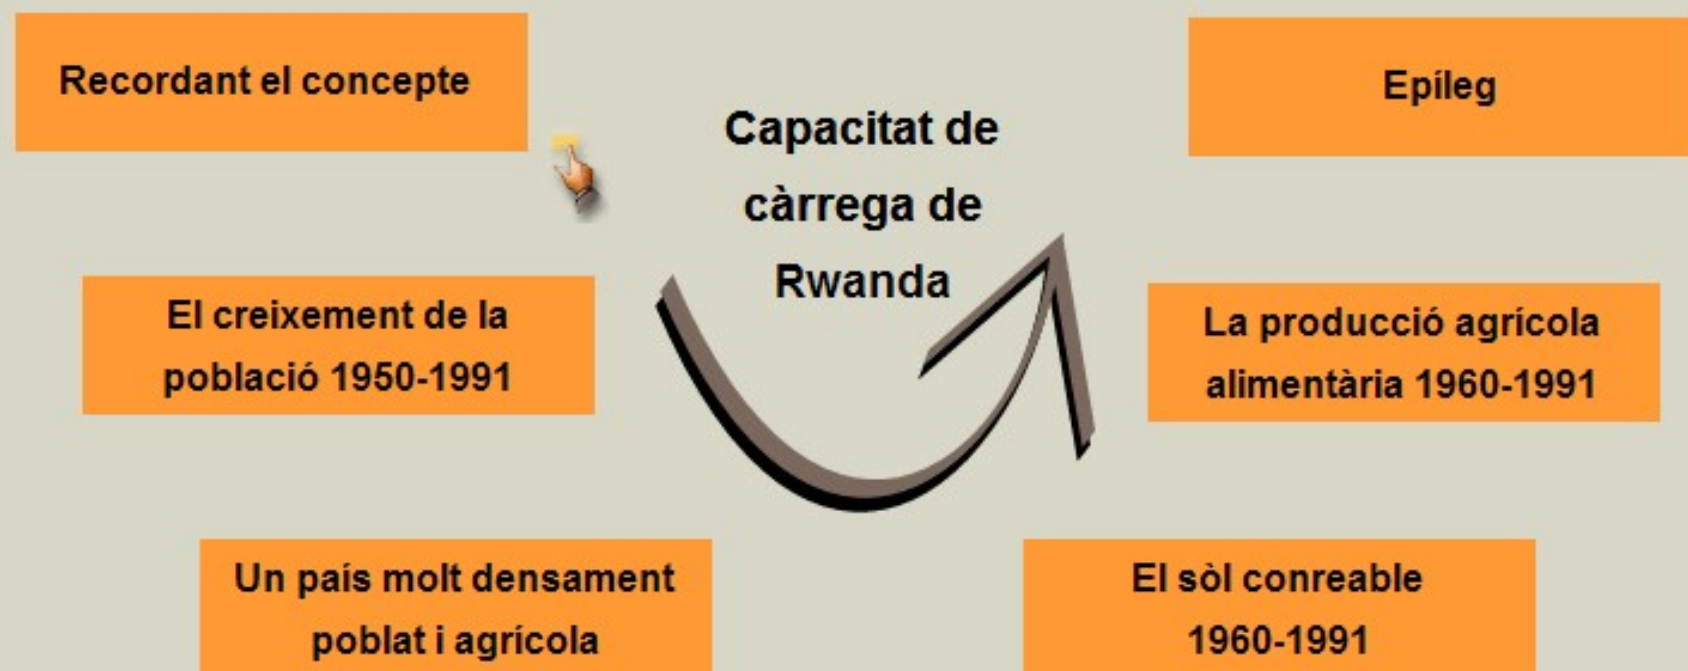 Recordant el concepte
Epíleg
Capacitat de
càrrega de
Rwanda
El creixement de la
població 1950-1991
La producció agrícola
alimentària 1960-1991
Un país molt densament
poblat i agrícola
El sòl conreable
1960-1991